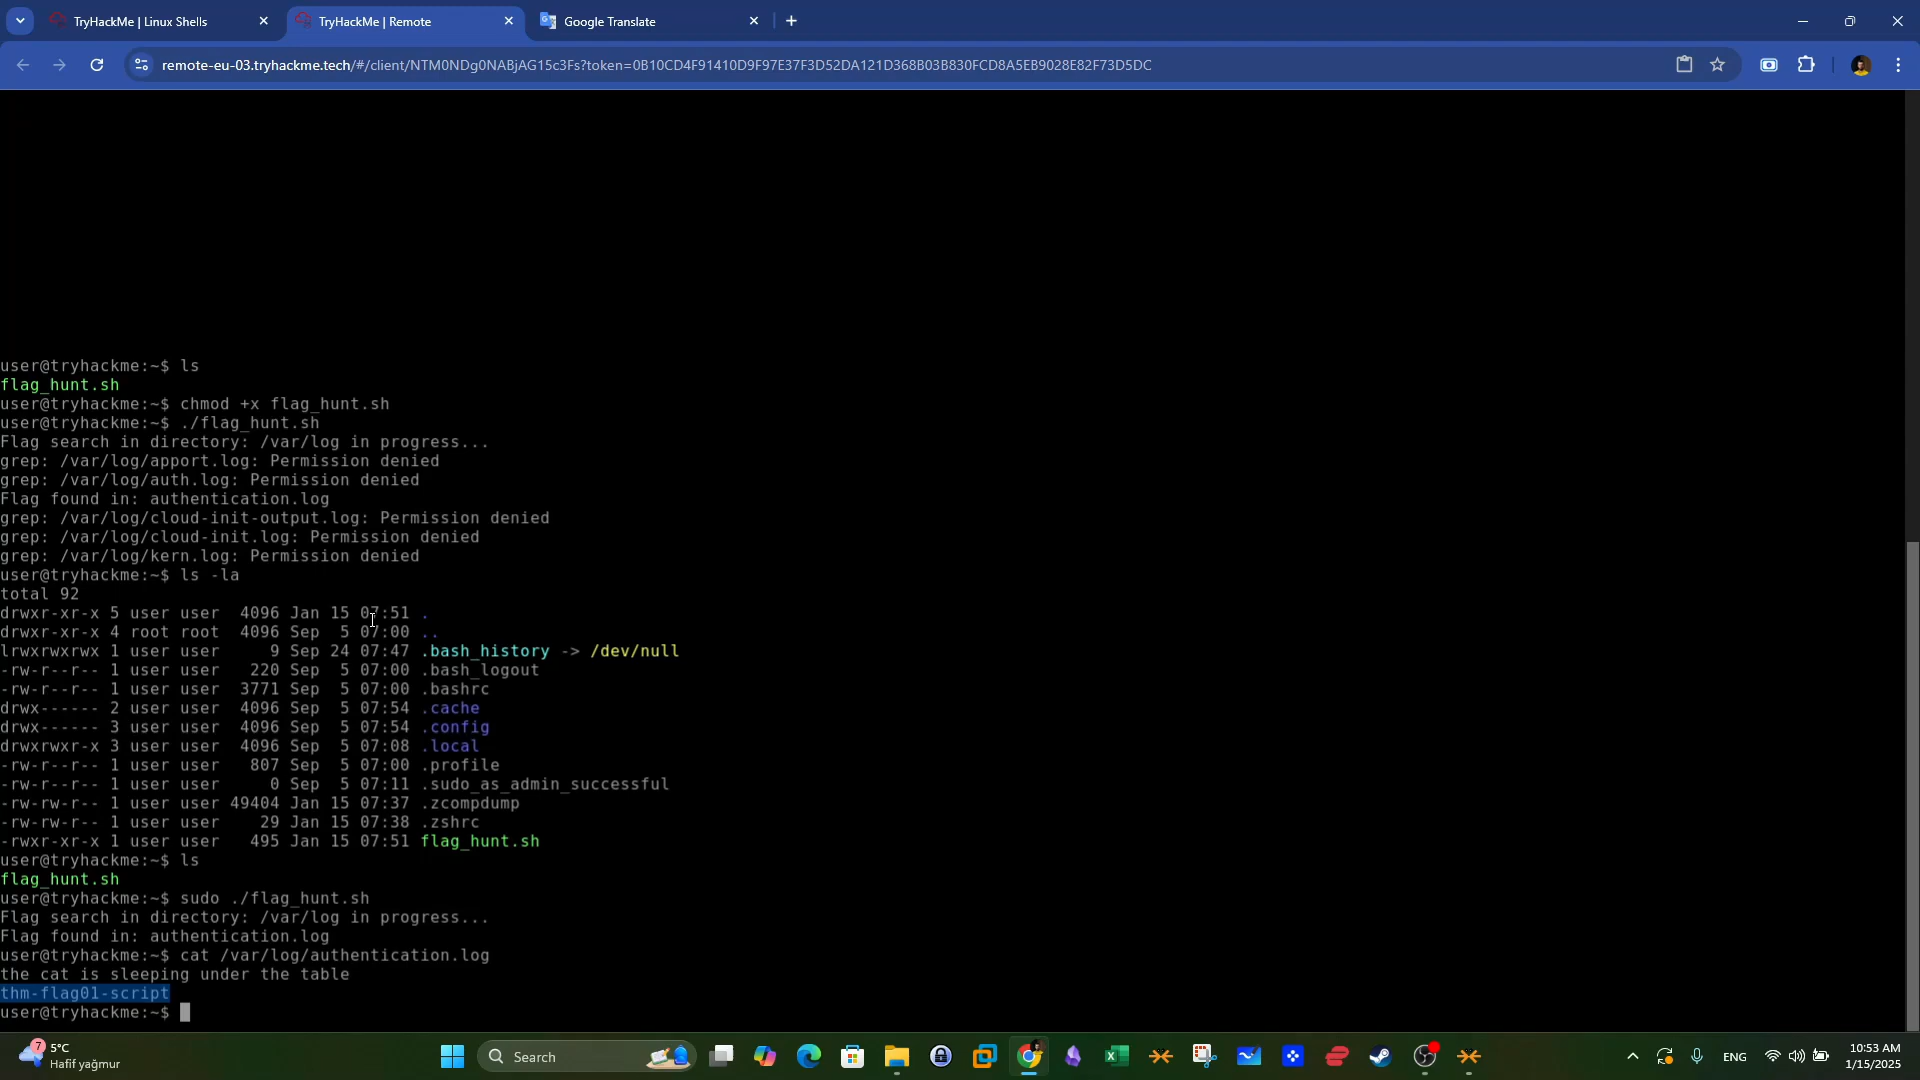 TryHackMe | Linux Shells
TryHackMe | Remote
Google Translate
remote-eu-03.tryhackme.tech/#/client/NTM0NDg0NABjAG15c3Fs?token=0B10CD4F91410D9F97E37F3D52DA121D368B03B830FCD8A5EB9028E82F73D5DC
user@tryhackme:~$ ls
flag_hunt.sh
user@tryhackme:~$ chmod +x flag_hunt.sh
user@tryhackme:~$ ./flag_hunt.sh
Flag search in directory: /var/log in progress...
grep: /var/log/apport.log: Permission denied
grep: /var/log/auth.log: Permission denied
Flag found in: authentication.log
grep: /var/log/cloud-init-output.log: Permission denied
grep: /var/log/cloud-init.log: Permission denied
grep: /var/log/kern.log: Permission denied
user@tryhackme:~$ ls -la
total 92
drwxr-xr-x 5 user user  4096 Jan 15 07:51 .
drwxr-xr-x 4 root root  4096 Sep  5 07:00 ..
lrwxrwxrwx 1 user user     9 Sep 24 07:47 .bash_history -> /dev/null
-rw-r--r-- 1 user user   220 Sep  5 07:00 .bash_logout
-rw-r--r-- 1 user user  3771 Sep  5 07:00 .bashrc
drwx------ 2 user user  4096 Sep  5 07:54 .cache
drwx------ 3 user user  4096 Sep  5 07:54 .config
drwxrwxr-x 3 user user  4096 Sep  5 07:08 .local
-rw-r--r-- 1 user user   807 Sep  5 07:00 .profile
-rw-r--r-- 1 user user     0 Sep  5 07:11 .sudo_as_admin_successful
-rw-rw-r-- 1 user user 49404 Jan 15 07:37 .zcompdump
-rw-rw-r-- 1 user user    29 Jan 15 07:38 .zshrc
-rwxr-xr-x 1 user user   495 Jan 15 07:51 flag_hunt.sh
user@tryhackme:~$ ls
flag_hunt.sh
user@tryhackme:~$ sudo ./flag_hunt.sh
Flag search in directory: /var/log in progress...
Flag found in: authentication.log
user@tryhackme:~$ cat /var/log/authentication.log
the cat is sleeping under the table
thm-flag01-script
user@tryhackme:~$
7
5°C
Hafif yağmur
Search
ENG
10:53 AM
1/15/2025